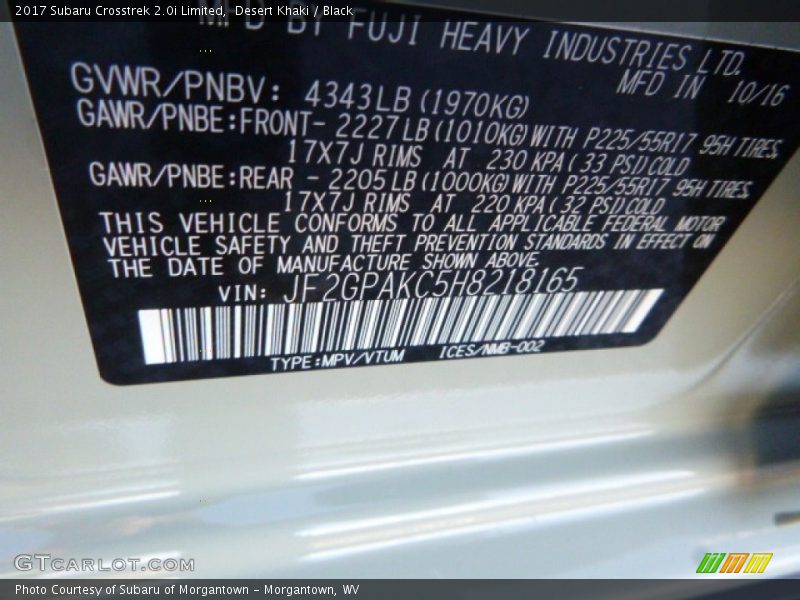 2017 Subaru Crosstrek 2.0i Limited, Desert Khaki / Black
MFD BY FUJI HEAVY INDUSTRIES LTD.
MFD IN 10/16
GVWR/PNBV: 4343LB (1970KG)
GAWR/PNBE:FRONT- 2227LB (1010KG) WITH P225/55R17 95H TIRES,
17X7J RIMS AT 230 KPA ( 33 PSI) COLD
GAWR/PNBE:REAR - 2205LB (1000KG) WITH P225/55R17 95H TIRES,
17X7J RIMS AT 220 KPA ( 32 PSI) COLD
THIS VEHICLE CONFORMS TO ALL APPLICABLE FEDERAL MOTOR
VEHICLE SAFETY AND THEFT PREVENTION STANDARDS IN EFFECT ON
THE DATE OF MANUFACTURE SHOWN ABOVE.
VIN: JF2GPAKC5H8218165
TYPE:MPV/VTUM ICES/NMB-002
GTCARLOT.COM
Photo Courtesy of Subaru of Morgantown - Morgantown, WV